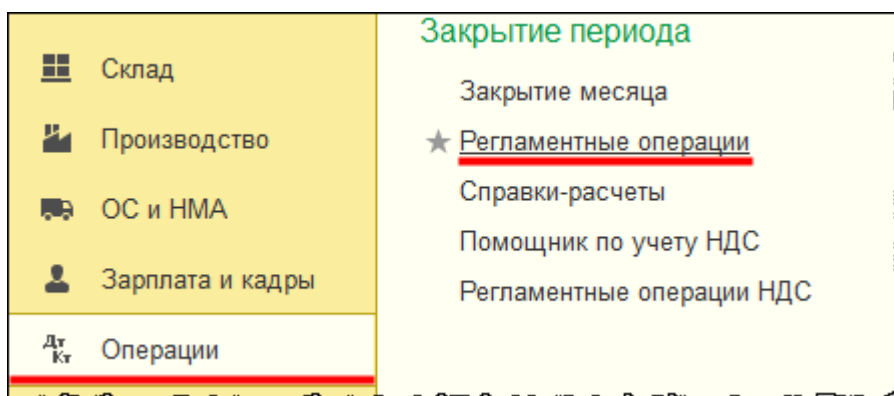 Склад
Производство
ОС и НМА
Зарплата и кадры
Дт
Кт
Операции
Закрытие периода
Закрытие месяца
Регламентные операции
Справки-расчеты
Помощник по учету НДС
Регламентные операции НДС